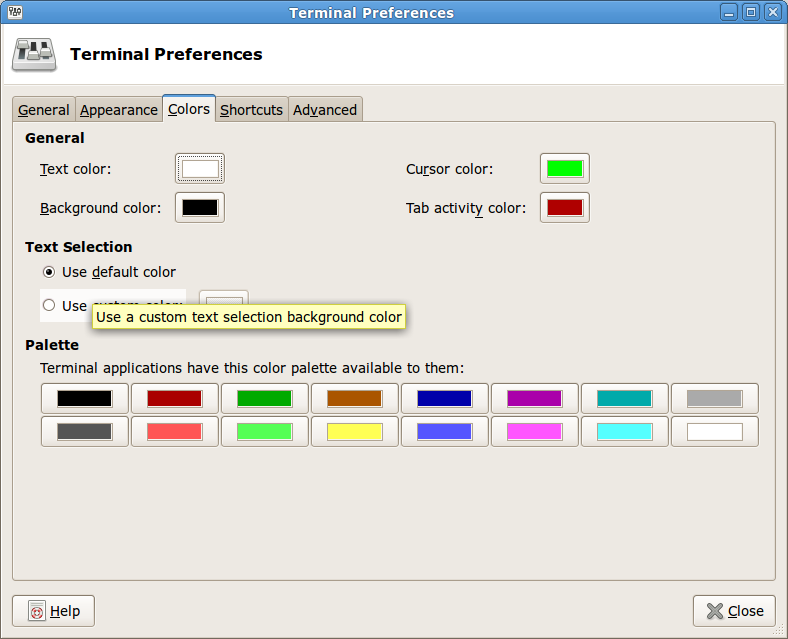 Terminal Preferences
Terminal Preferences
General Appearance Colors Shortcuts Advanced
General
Text color: Cursor color:
Background color: Tab activity color:
Text Selection
Use default color
Use
Use a custom text selection background color
Palette
Terminal applications have this color palette available to them:
Help Close